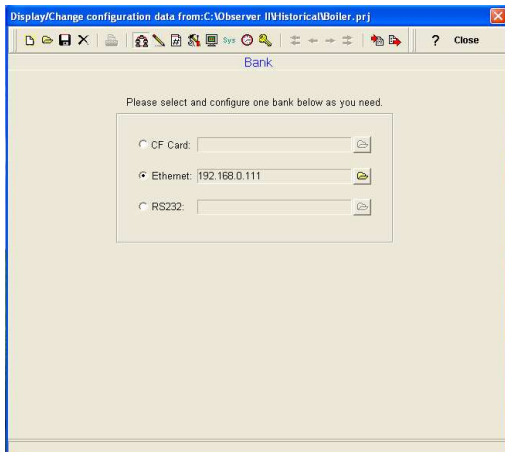 Display/Change configuration data from:C:\Observer II\Historical\Boiler.prj
Sys ? Close
Bank
Please select and configure one bank below as you need.
CF Card:
Ethernet: 192.168.0.111
RS232: